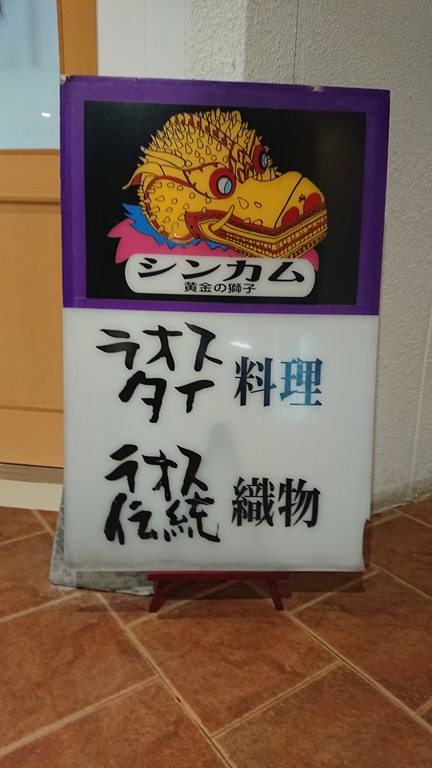 シンカム
黄金の獅子
ラオス
タイ 料理
ラオス
伝統 織物